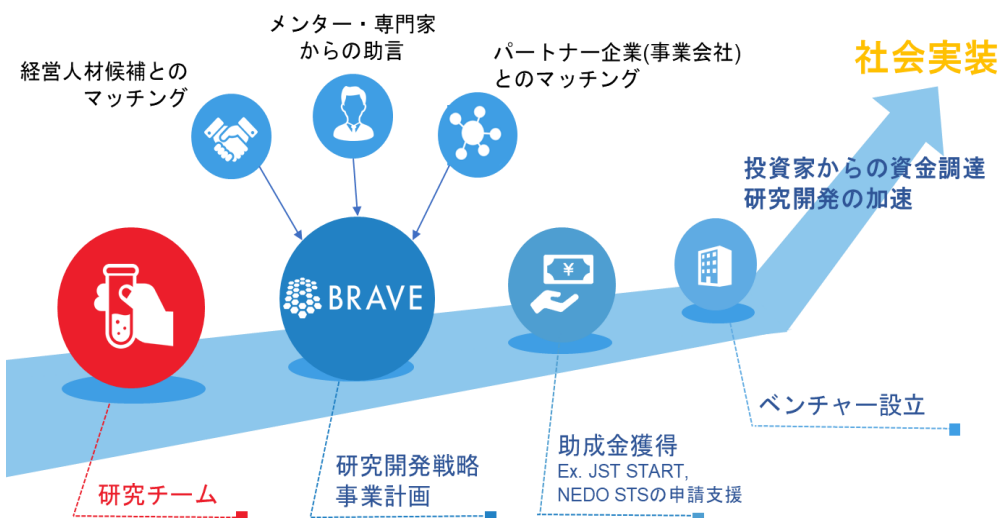 メンター・専門家
からの助言
経営人材候補との
マッチング
パートナー企業(事業会社)
とのマッチング
社会実装
投資家からの資金調達
研究開発の加速
¥
BRAVE
ベンチャー設立
助成金獲得
Ex. JST START,
NEDO STSの申請支援
研究開発戦略
事業計画
研究チーム